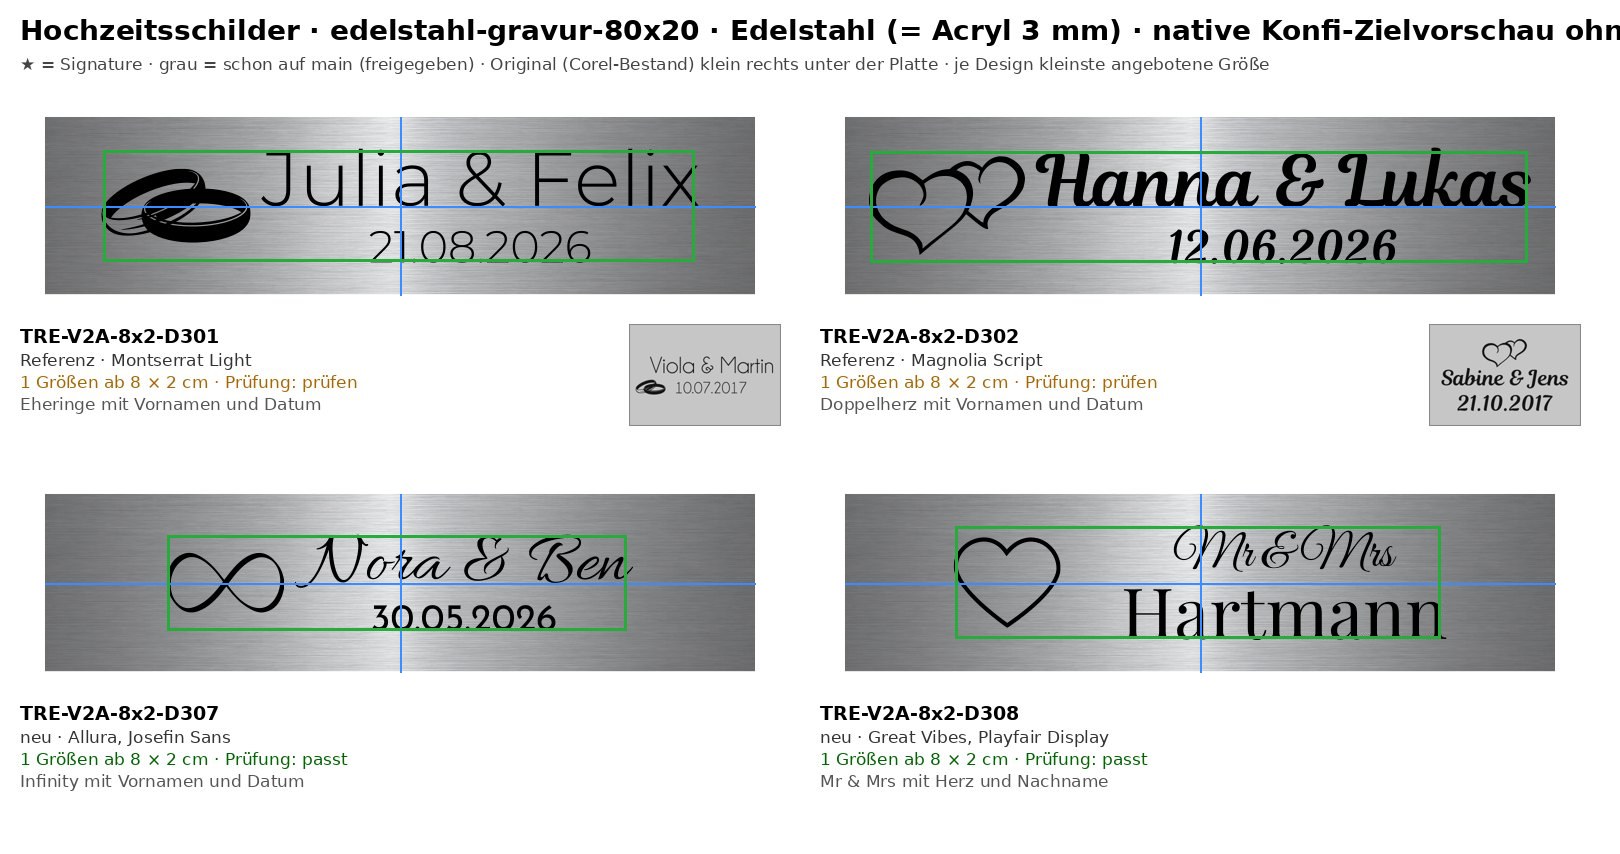 Hochzeitsschilder · edelstahl-gravur-80x20 · Edelstahl (= Acryl 3 mm) · native Konfi-Zielvorschau ohn
★ = Signature · grau = schon auf main (freigegeben) · Original (Corel-Bestand) klein rechts unter der Platte · je Design kleinste angebotene Größe
Julia & Felix
21.08.2026
Hanna & Lukas
12.06.2026
TRE-V2A-8x2-D301
Referenz · Montserrat Light
1 Größen ab 8 × 2 cm · Prüfung: prüfen
Eheringe mit Vornamen und Datum
Viola & Martin
10.07.2017
TRE-V2A-8x2-D302
Referenz · Magnolia Script
1 Größen ab 8 × 2 cm · Prüfung: prüfen
Doppelherz mit Vornamen und Datum
Sabine & Jens
21.10.2017
Nora & Ben
30.05.2026
Mr & Mrs
Hartmann
TRE-V2A-8x2-D307
neu · Allura, Josefin Sans
1 Größen ab 8 × 2 cm · Prüfung: passt
Infinity mit Vornamen und Datum
TRE-V2A-8x2-D308
neu · Great Vibes, Playfair Display
1 Größen ab 8 × 2 cm · Prüfung: passt
Mr & Mrs mit Herz und Nachname